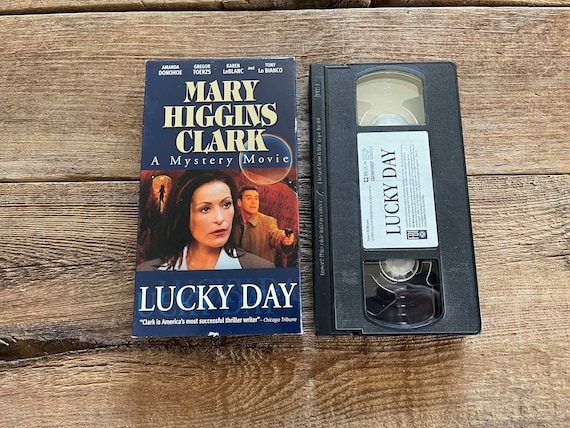 AMANDA DONOHOE GREGOR TOERZS KAREN LeBLANC and TONY Lo BIANCO
MARY
HIGGINS
CLARK
A Mystery Movie
LUCKY DAY
"Clark is America's most successful thriller writer" – Chicago Tribune
LUCKY DAY